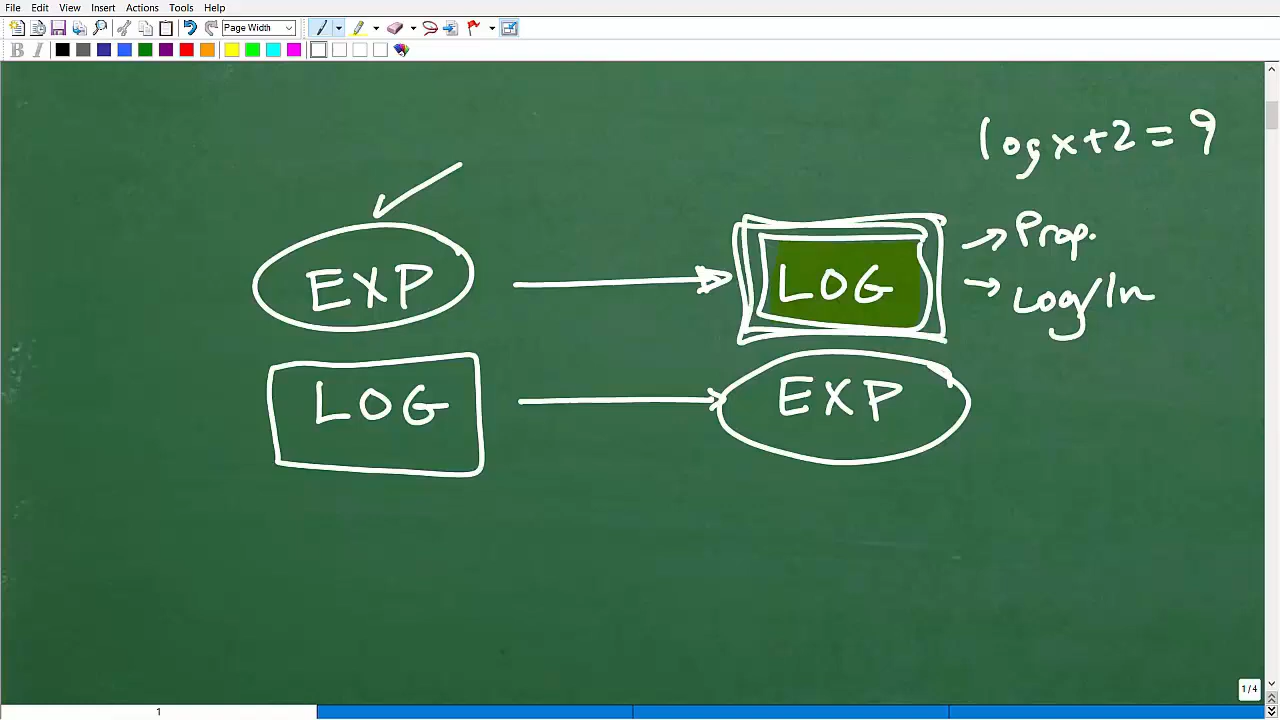 File Edit View Insert Actions Tools Help
Page Width
B I
log x + 2 = 9
EXP
LOG
→ Prop.
→ Log/ln
LOG
EXP
1/4
1